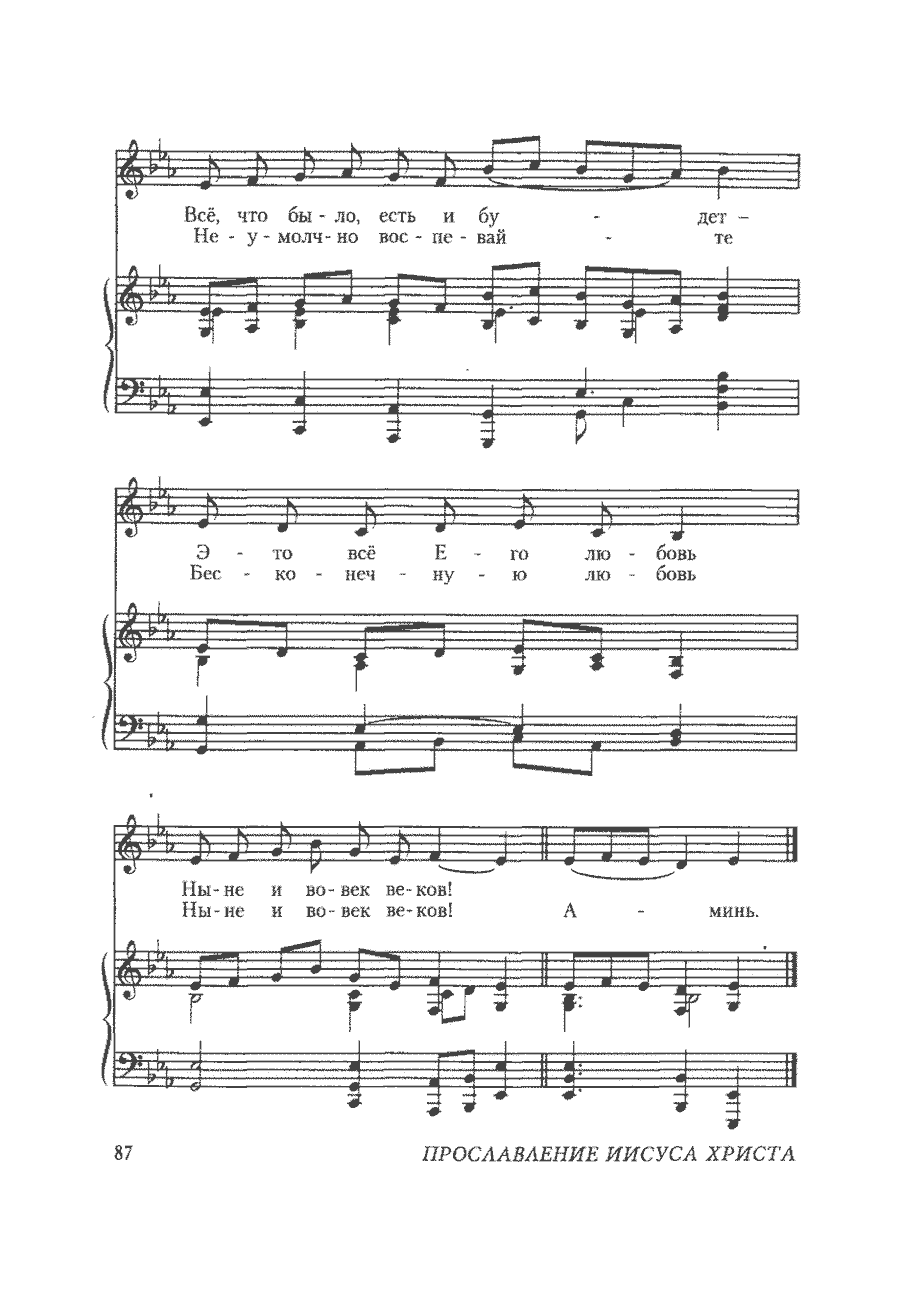 Всё, что бы - ло, есть и бу - дет –
Не - у - молч - но вос - пе - вай - те
Э - то всё Е - го лю - бовь
Бес - ко - неч - ну - ю лю - бовь
Ны - не и во - век ве - ков!
Ны - не и во - век ве - ков! А - минь.
87 ПРОСЛАВЛЕНИЕ ИИСУСА ХРИСТА